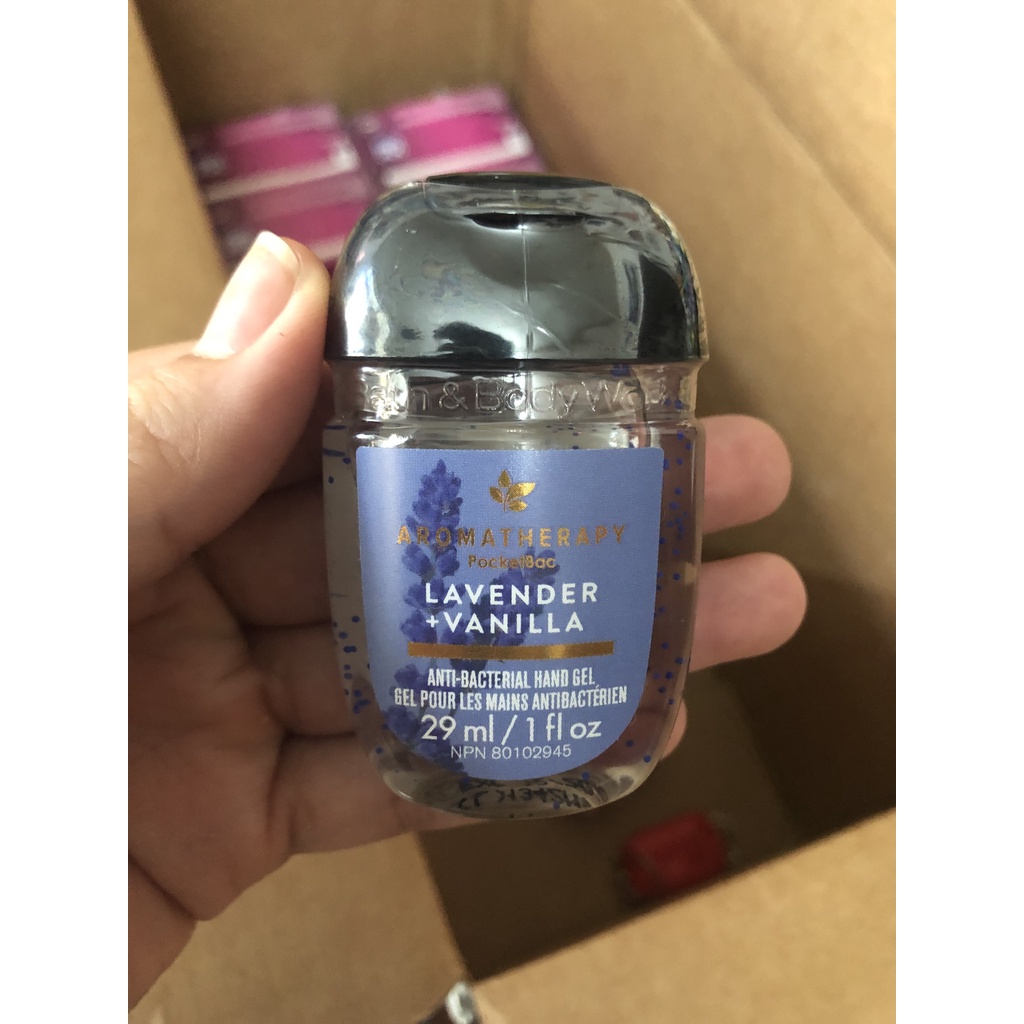 & Body
AROMATHERAPY
PocketBac
LAVENDER
+VANILLA
ANTI-BACTERIAL HAND GEL
GEL POUR LES MAINS ANTIBACTÉRIEN
29 ml / 1 fl oz
NPN 80102945